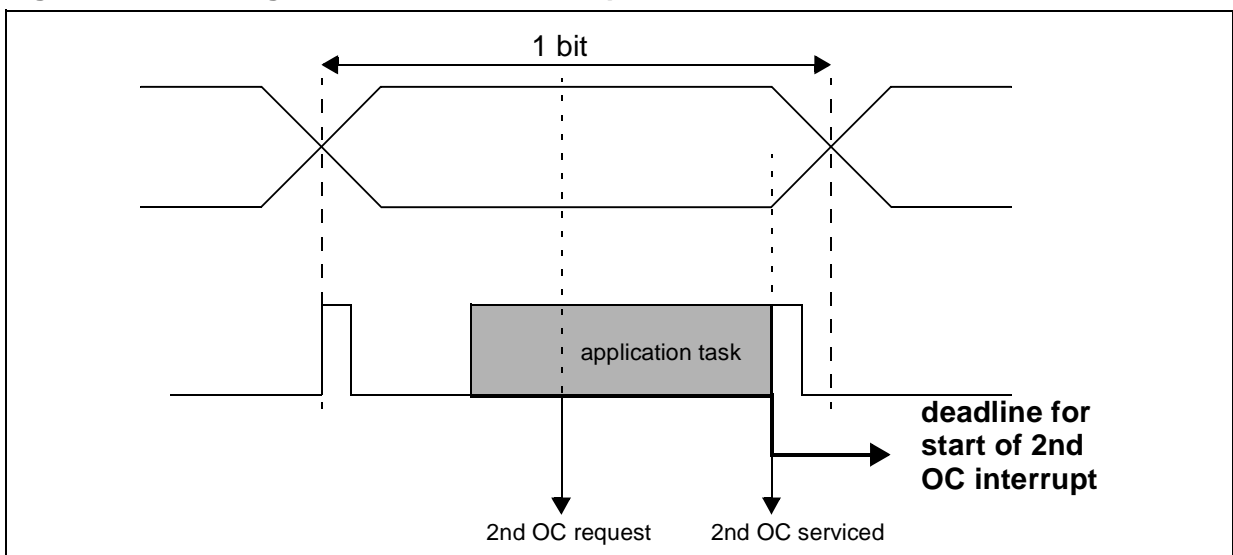 1 bit
application task
deadline for
start of 2nd
OC interrupt
2nd OC request
2nd OC serviced